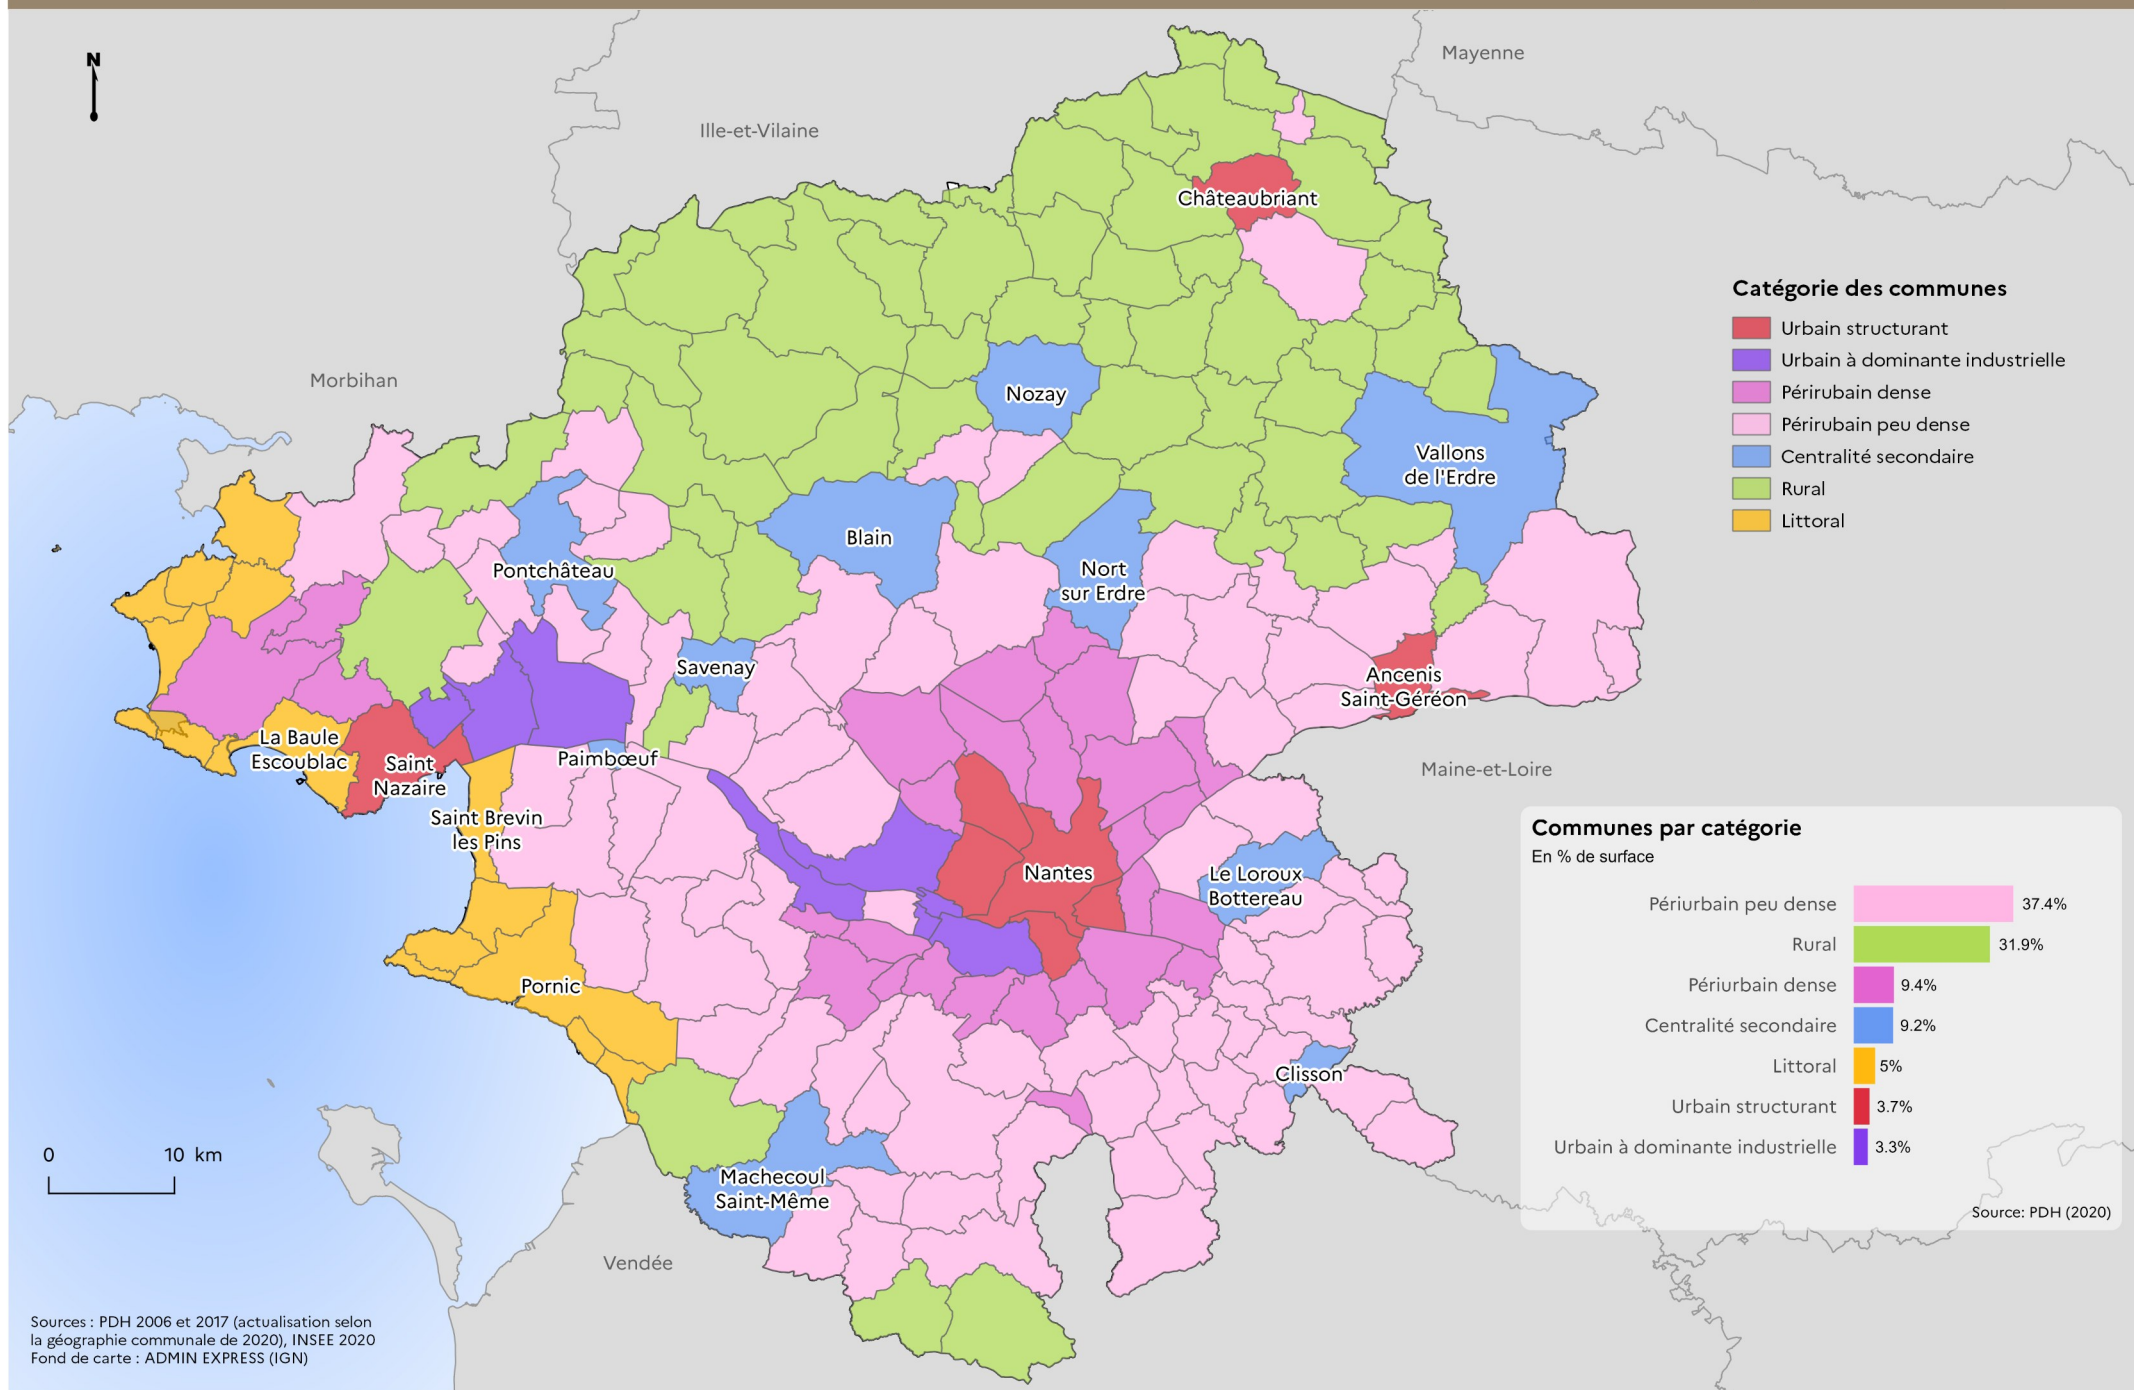 N
Mayenne
Ille-et-Vilaine
Châteaubriant
Catégorie des communes
Urbain structurant
Urbain à dominante industrielle
Périrubain dense
Périrubain peu dense
Centralité secondaire
Rural
Littoral
Morbihan
Nozay
Vallons
de l'Erdre
Blain
Pontchâteau
Nort
sur Erdre
Savenay
Ancenis
Saint-Géréon
La Baule
Escoublac
Saint
Nazaire
Paimbœuf
Maine-et-Loire
Saint Brevin
les Pins
Nantes
Le Loroux
Bottereau
Pornic
Clisson
Machecoul
Saint-Même
Vendée
Communes par catégorie
En % de surface
Périurbain peu dense 37.4%
Rural 31.9%
Périurbain dense 9.4%
Centralité secondaire 9.2%
Littoral 5%
Urbain structurant 3.7%
Urbain à dominante industrielle 3.3%
Source: PDH (2020)
0 10 km
Sources : PDH 2006 et 2017 (actualisation selon
la géographie communale de 2020), INSEE 2020
Fond de carte : ADMIN EXPRESS (IGN)